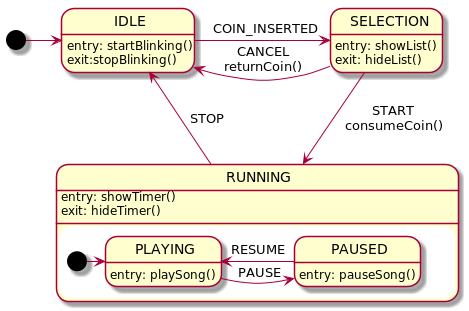 IDLE
entry: startBlinking()
exit:stopBlinking()
COIN_INSERTED
CANCEL
returnCoin()
SELECTION
entry: showList()
exit: hideList()
START
consumeCoin()
STOP
RUNNING
entry: showTimer()
exit: hideTimer()
PLAYING
entry: playSong()
RESUME
PAUSE
PAUSED
entry: pauseSong()